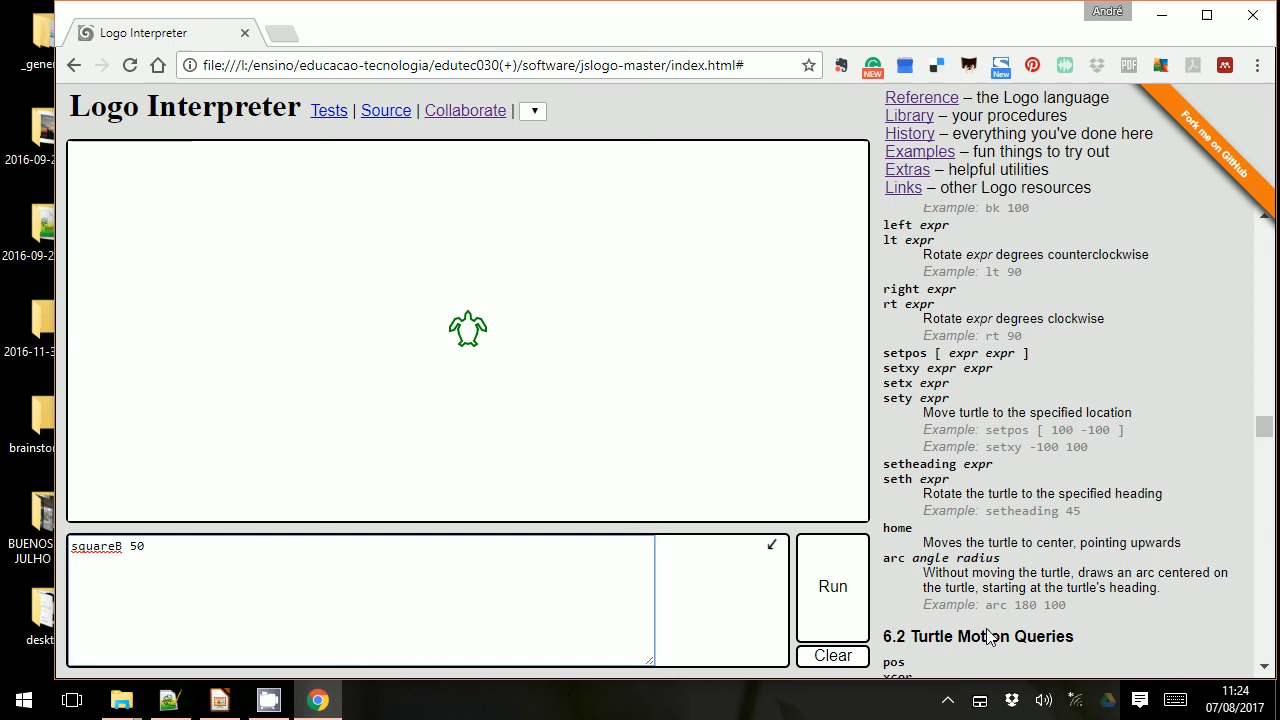 André
Logo Interpreter
file:///I:/ensino/educacao-tecnologia/edutec030(+)/software/jslogo-master/index.html#
NEW
New
PDF
Logo Interpreter Tests | Source | Collaborate |
Reference – the Logo language
Library – your procedures
History – everything you've done here
Examples – fun things to try out
Extras – helpful utilities
Links – other Logo resources
Fork me on GitHub
Example: bk 100
left expr
lt expr
Rotate expr degrees counterclockwise
Example: lt 90
right expr
rt expr
Rotate expr degrees clockwise
Example: rt 90
setpos [ expr expr ]
setxy expr expr
setx expr
sety expr
Move turtle to the specified location
Example: setpos [ 100 -100 ]
Example: setxy -100 100
setheading expr
seth expr
Rotate the turtle to the specified heading
Example: setheading 45
home
Moves the turtle to center, pointing upwards
arc angle radius
Without moving the turtle, draws an arc centered on
the turtle, starting at the turtle's heading.
Example: arc 180 100
6.2 Turtle Motion Queries
pos
xcor
squareB 50
Run
Clear
_gener
2016-09-2
2016-09-2
2016-11-3
brainstor
BUENOS
JULHO
deskt
11:24
07/08/2017